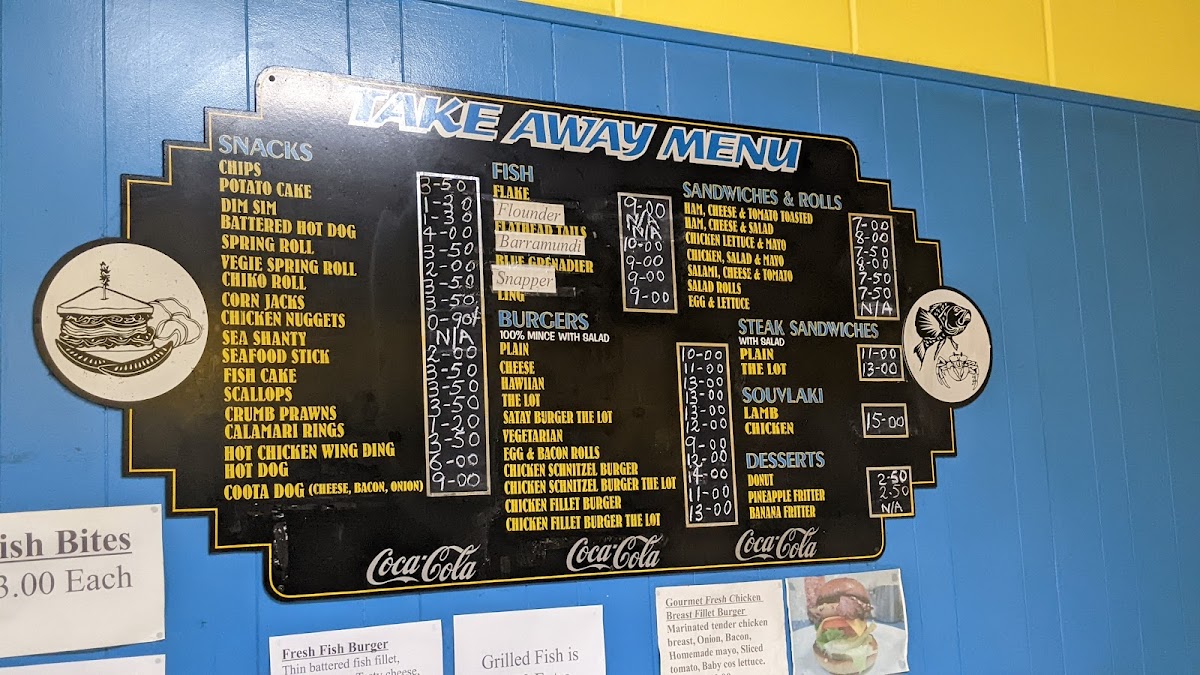 TAKE AWAY MENU
SNACKS
CHIPS
POTATO CAKE
DIM SIM
BATTERED HOT DOG
SPRING ROLL
VEGIE SPRING ROLL
CHIKO ROLL
CORN JACKS
CHICKEN NUGGETS
SEA SHANTY
SEAFOOD STICK
FISH CAKE
SCALLOPS
CRUMB PRAWNS
CALAMARI RINGS
HOT CHICKEN WING DING
HOT DOG
COOTA DOG (CHEESE, BACON, ONION)
3-50
1-30
1-30
4-00
3-50
2-00
3-50
3-50
0-90¢
N/A
2-00
3-50
3-50
3-50
1-20
3-50
6-00
9-00
FISH
FLAKE
Flounder
FLATHEAD TAILS
Barramundi
BLUE GRENADIER
Snapper
LING
9-00
N/A
N/A
10-00
9-00
9-00
9-00
BURGERS
100% MINCE WITH SALAD
PLAIN
CHEESE
HAWIIAN
THE LOT
SATAY BURGER THE LOT
VEGETARIAN
EGG & BACON ROLLS
CHICKEN SCHNITZEL BURGER
CHICKEN SCHNITZEL BURGER THE LOT
CHICKEN FILLET BURGER
CHICKEN FILLET BURGER THE LOT
10-00
11-00
13-00
13-00
13-00
12-00
9-00
12-00
14-00
11-00
13-00
SANDWICHES & ROLLS
HAM, CHEESE & TOMATO TOASTED
HAM, CHEESE & SALAD
CHICKEN LETTUCE & MAYO
CHICKEN, SALAD & MAYO
SALAMI, CHEESE & TOMATO
SALAD ROLLS
EGG & LETTUCE
7-00
8-00
7-50
8-00
7-50
7-50
N/A
STEAK SANDWICHES
WITH SALAD
PLAIN
THE LOT
11-00
13-00
SOUVLAKI
LAMB
CHICKEN
15-00
DESSERTS
DONUT
PINEAPPLE FRITTER
BANANA FRITTER
2-50
2-50
N/A
Coca-Cola
Coca-Cola
Coca-Cola
ish Bites
3.00 Each
Fresh Fish Burger
Thin battered fish fillet,
Grilled Fish is
Gourmet Fresh Chicken
Breast Fillet Burger
Marinated tender chicken
breast, Onion, Bacon,
Homemade mayo, Sliced
tomato, Baby cos lettuce.